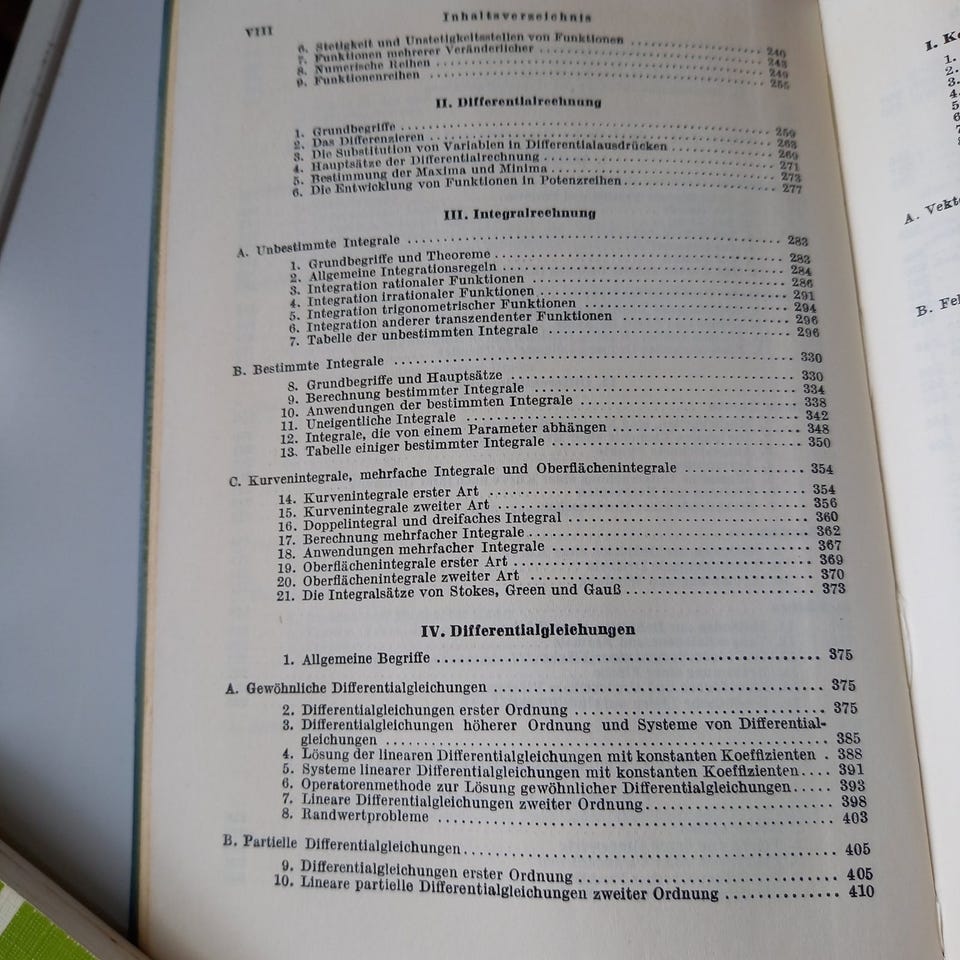 Inhaltsverzeichnis
VIII
6. Stetigkeit und Unstetigkeitsstellen von Funktionen .......... 240
7. Funktionen mehrerer Veränderlicher .......... 243
8. Numerische Reihen .......... 249
9. Funktionenreihen .......... 255
II. Differentialrechnung
1. Grundbegriffe .......... 259
2. Das Differenzieren .......... 263
3. Die Substitution von Variablen in Differentialausdrücken .......... 269
4. Hauptsätze der Differentialrechnung .......... 271
5. Bestimmung der Maxima und Minima .......... 273
6. Die Entwicklung von Funktionen in Potenzreihen .......... 277
III. Integralrechnung
A. Unbestimmte Integrale .......... 283
1. Grundbegriffe und Theoreme .......... 283
2. Allgemeine Integrationsregeln .......... 284
3. Integration rationaler Funktionen .......... 286
4. Integration irrationaler Funktionen .......... 291
5. Integration trigonometrischer Funktionen .......... 294
6. Integration anderer transzendenter Funktionen .......... 296
7. Tabelle der unbestimmten Integrale .......... 296
B. Bestimmte Integrale .......... 330
8. Grundbegriffe und Hauptsätze .......... 330
9. Berechnung bestimmter Integrale .......... 334
10. Anwendungen der bestimmten Integrale .......... 338
11. Uneigentliche Integrale .......... 342
12. Integrale, die von einem Parameter abhängen .......... 348
13. Tabelle einiger bestimmter Integrale .......... 350
C. Kurvenintegrale, mehrfache Integrale und Oberflächenintegrale .......... 354
14. Kurvenintegrale erster Art .......... 354
15. Kurvenintegrale zweiter Art .......... 356
16. Doppelintegral und dreifaches Integral .......... 360
17. Berechnung mehrfacher Integrale .......... 362
18. Anwendungen mehrfacher Integrale .......... 367
19. Oberflächenintegrale erster Art .......... 369
20. Oberflächenintegrale zweiter Art .......... 370
21. Die Integralsätze von Stokes, Green und Gauß .......... 373
IV. Differentialgleichungen
1. Allgemeine Begriffe .......... 375
A. Gewöhnliche Differentialgleichungen .......... 375
2. Differentialgleichungen erster Ordnung .......... 375
3. Differentialgleichungen höherer Ordnung und Systeme von Differential-
gleichungen .......... 385
4. Lösung der linearen Differentialgleichungen mit konstanten Koeffizienten . 388
5. Systeme linearer Differentialgleichungen mit konstanten Koeffizienten.... 391
6. Operatorenmethode zur Lösung gewöhnlicher Differentialgleichungen..... 393
7. Lineare Differentialgleichungen zweiter Ordnung .......... 398
8. Randwertprobleme .......... 403
B. Partielle Differentialgleichungen .......... 405
9. Differentialgleichungen erster Ordnung .......... 405
10. Lineare partielle Differentialgleichungen zweiter Ordnung .......... 410
I.
1.
2.
3.
4.
5
6
7
A. Vekt
B. Fel